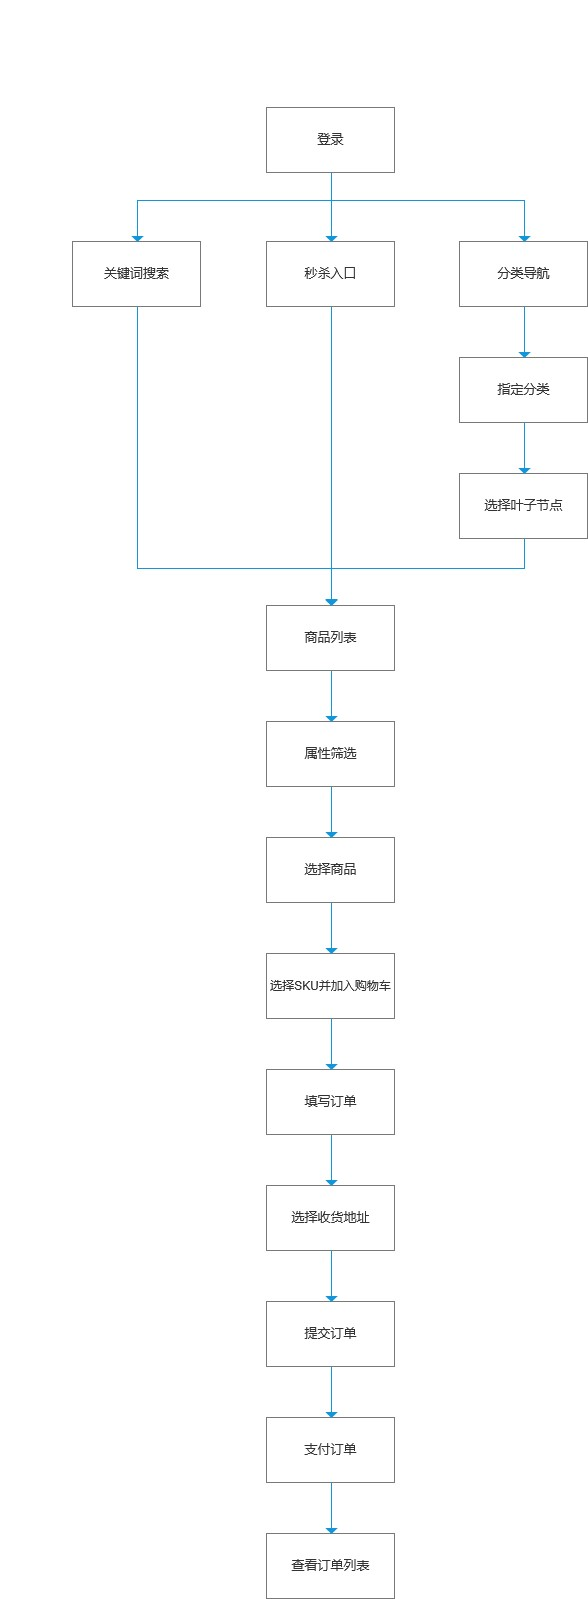 登录
关键词搜索
秒杀入口
分类导航
指定分类
选择叶子节点
商品列表
属性筛选
选择商品
选择SKU并加入购物车
填写订单
选择收货地址
提交订单
支付订单
查看订单列表